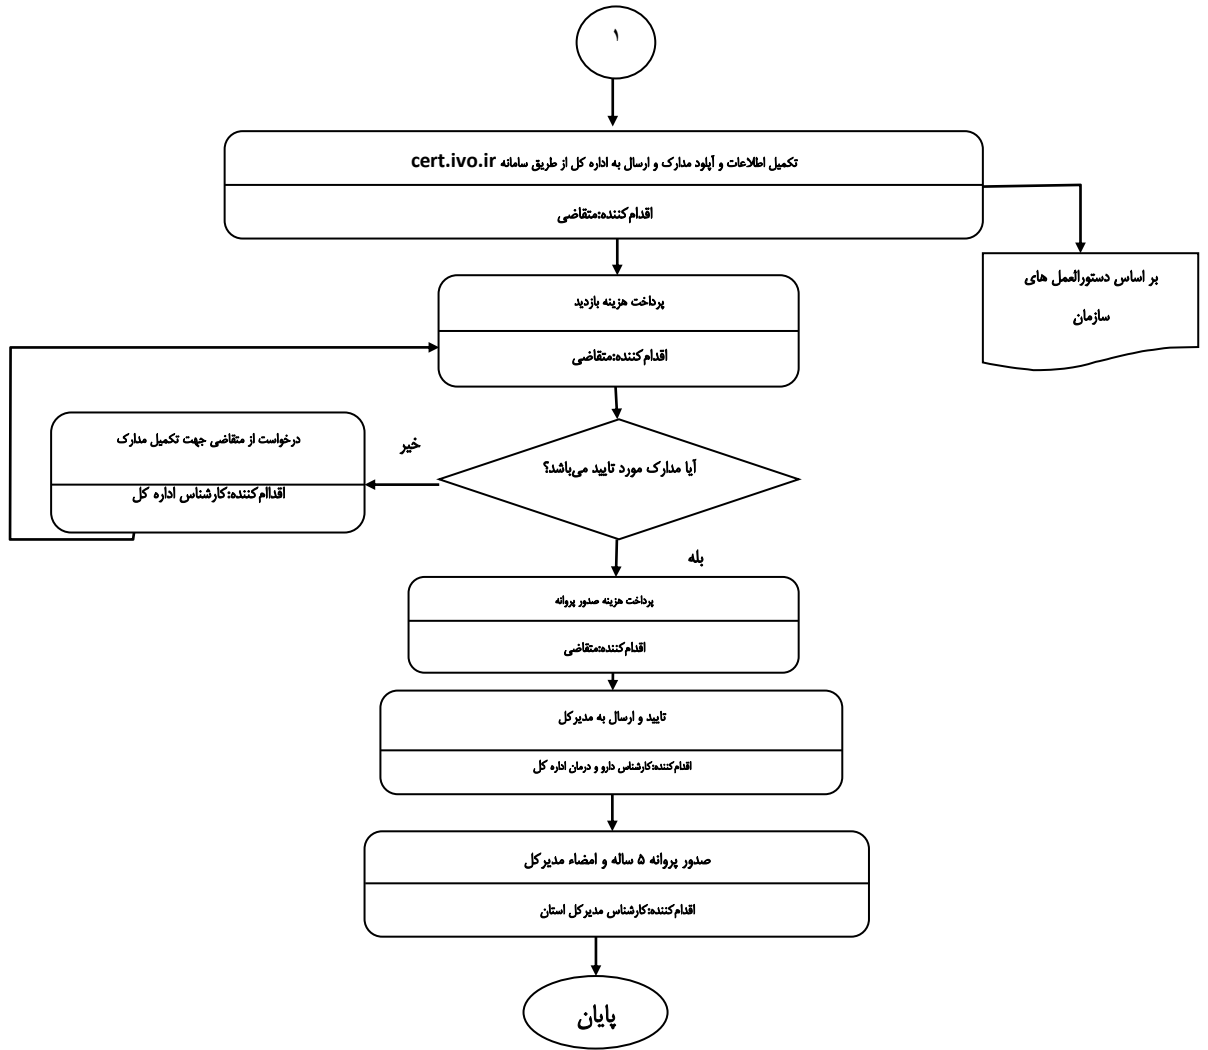 ۱
تکمیل اطلاعات و آپلود مدارک و ارسال به اداره کل از طریق سامانه cert.ivo.ir
اقدام‌کننده:متقاضی
بر اساس دستورالعمل های
سازمان
پرداخت هزینه بازدید
اقدام‌کننده:متقاضی
آیا مدارک مورد تایید می‌باشد؟
خیر
درخواست از متقاضی جهت تکمیل مدارک
اقداام‌کننده:کارشناس اداره کل
بله
پرداخت هزینه صدور پروانه
اقدام‌کننده:متقاضی
تایید و ارسال به مدیرکل
اقدام‌کننده:کارشناس دارو و درمان اداره کل
صدور پروانه ۵ ساله و امضاء مدیرکل
اقدام‌کننده:کارشناس مدیرکل استان
پایان